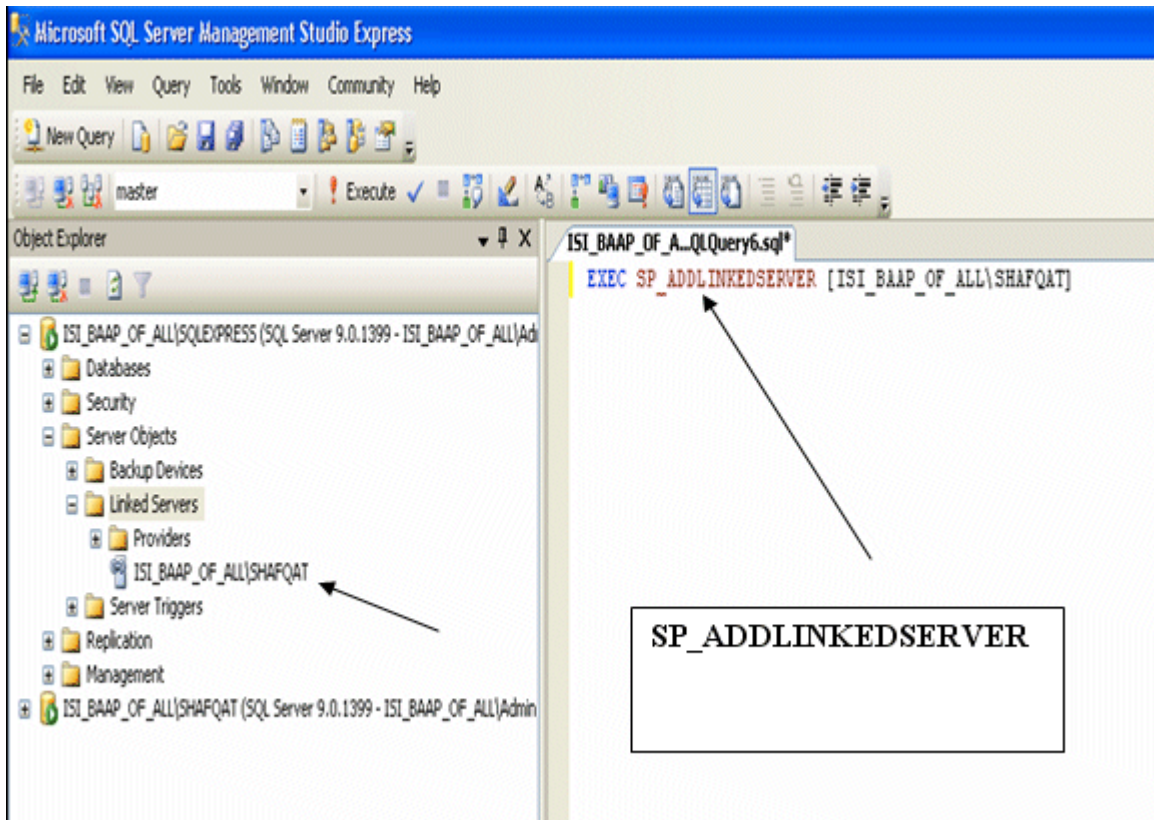 Microsoft SQL Server Management Studio Express
File Edit View Query Tools Window Community Help
New Query
master Execute
Object Explorer
ISI_BAAP_OF_A...QLQuery6.sql*
EXEC SP_ADDLINKEDSERVER [ISI_BAAP_OF_ALL\SHAFQAT]
ISI_BAAP_OF_ALL\SQLEXPRESS (SQL Server 9.0.1399 - ISI_BAAP_OF_ALL\Ad
Databases
Security
Server Objects
Backup Devices
Linked Servers
Providers
ISI_BAAP_OF_ALL\SHAFQAT
Server Triggers
Replication
Management
ISI_BAAP_OF_ALL\SHAFQAT (SQL Server 9.0.1399 - ISI_BAAP_OF_ALL\Admin
SP_ADDLINKEDSERVER